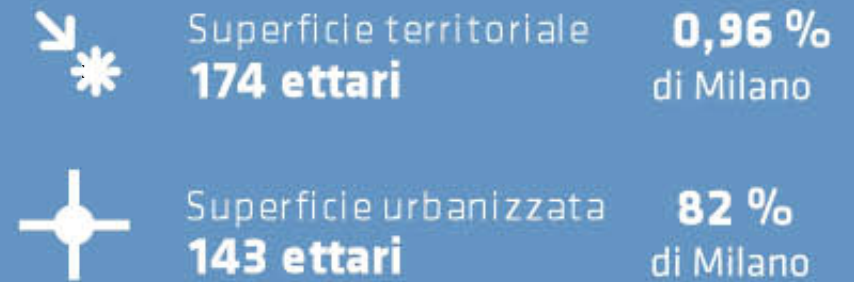 Superficie territoriale 0,96 %
174 ettari di Milano
Superficie urbanizzata 82 %
143 ettari di Milano